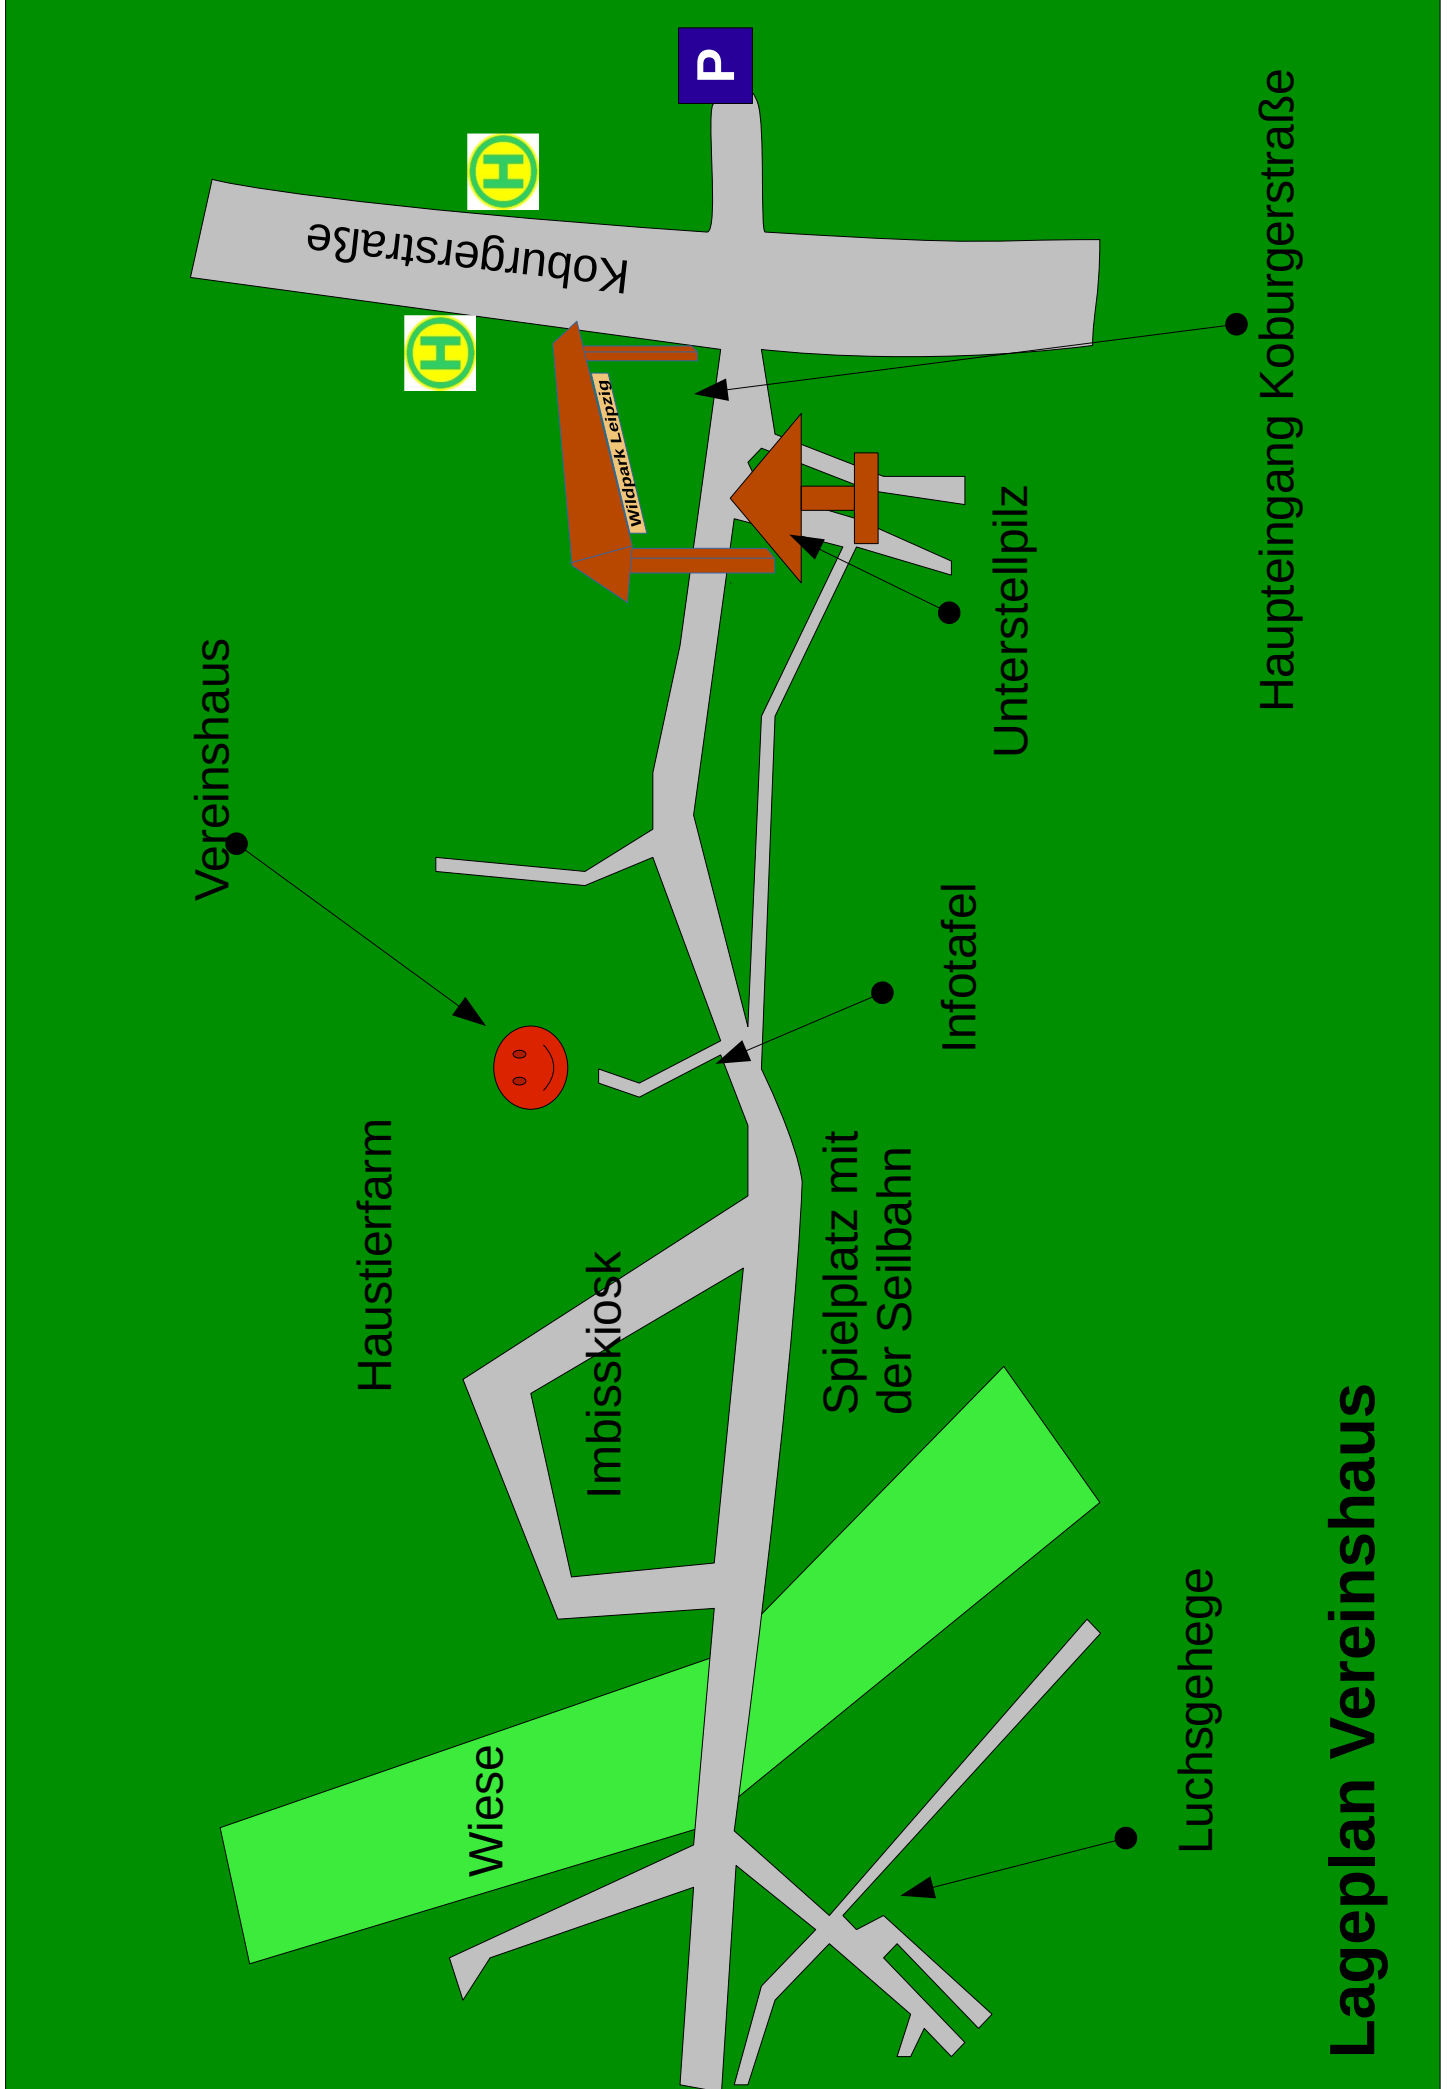 P
H
H
Koburgerstraße
Wildpark Leipzig
Haupteingang Koburgerstraße
Unterstellpilz
Vereinshaus
Infotafel
Haustierfarm
Imbisskiosk
Spielplatz mit
der Seilbahn
Wiese
Luchsgehege
Lageplan Vereinshaus